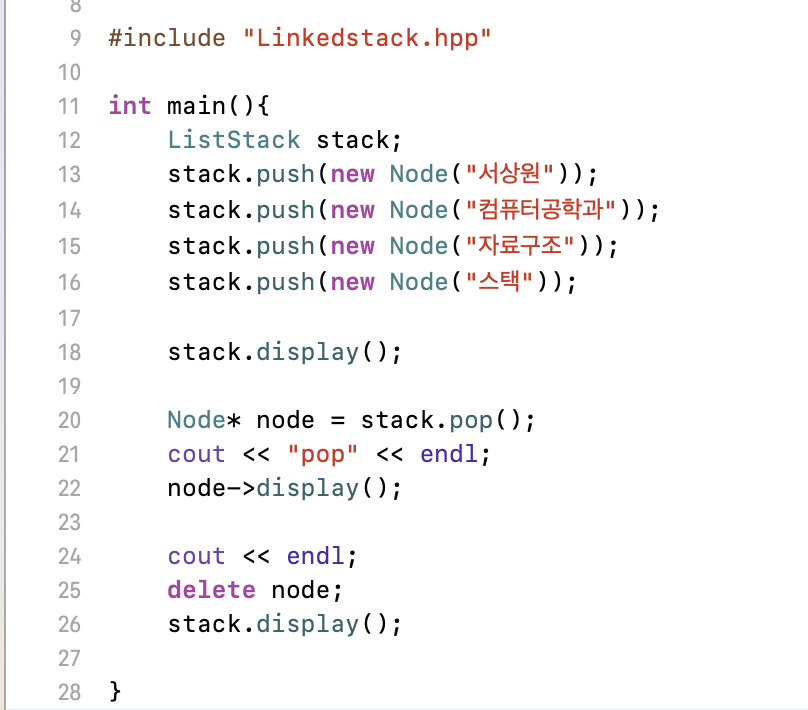 8
9 #include "Linkedstack.hpp"
10
11 int main(){
12     ListStack stack;
13     stack.push(new Node("서상원"));
14     stack.push(new Node("컴퓨터공학과"));
15     stack.push(new Node("자료구조"));
16     stack.push(new Node("스택"));
17
18     stack.display();
19
20     Node* node = stack.pop();
21     cout << "pop" << endl;
22     node->display();
23
24     cout << endl;
25     delete node;
26     stack.display();
27
28 }